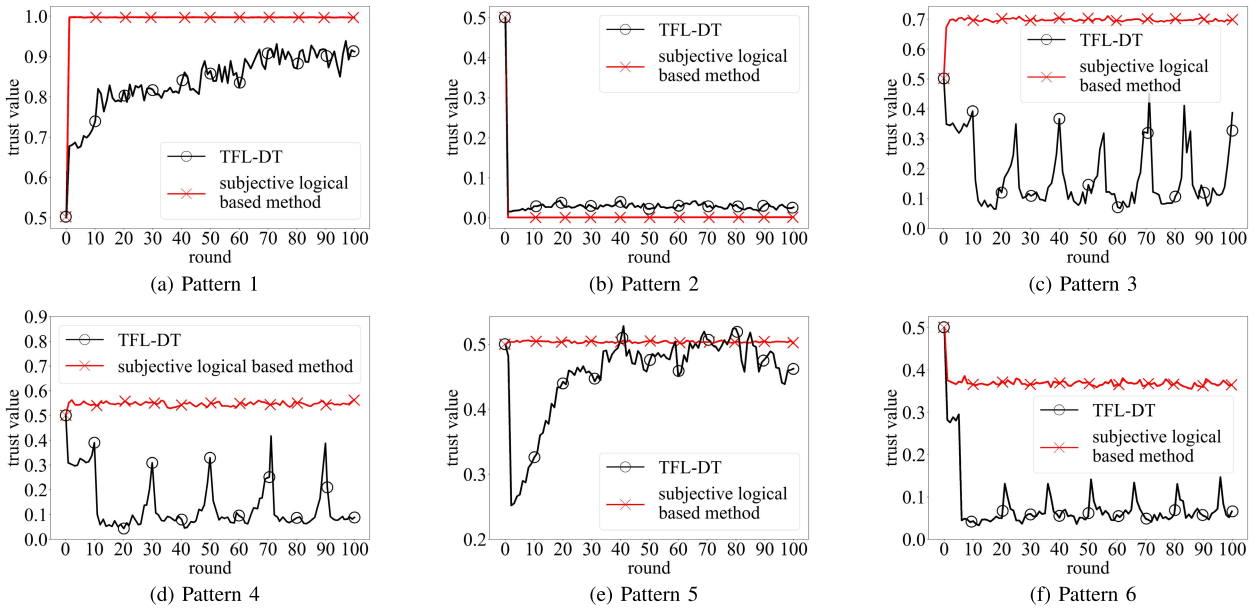 1.0
0.9
0.8
0.7
0.6
0.5
trust value
TFL-DT
subjective logical
based method
0 10 20 30 40 50 60 70 80 90 100
round
(a) Pattern 1
0.5
0.4
0.3
0.2
0.1
0.0
trust value
TFL-DT
subjective logical
based method
0 10 20 30 40 50 60 70 80 90 100
round
(b) Pattern 2
0.7
0.6
0.5
0.4
0.3
0.2
0.1
0.0
trust value
TFL-DT
subjective logical
based method
0 10 20 30 40 50 60 70 80 90 100
round
(c) Pattern 3
0.9
0.8
0.7
0.6
0.5
0.4
0.3
0.2
0.1
0.0
trust value
TFL-DT
subjective logical based method
0 10 20 30 40 50 60 70 80 90 100
round
(d) Pattern 4
0.5
0.4
0.3
0.2
trust value
TFL-DT
subjective logical
based method
0 10 20 30 40 50 60 70 80 90 100
round
(e) Pattern 5
0.5
0.4
0.3
0.2
0.1
0.0
trust value
TFL-DT
subjective logical
based method
0 10 20 30 40 50 60 70 80 90 100
round
(f) Pattern 6